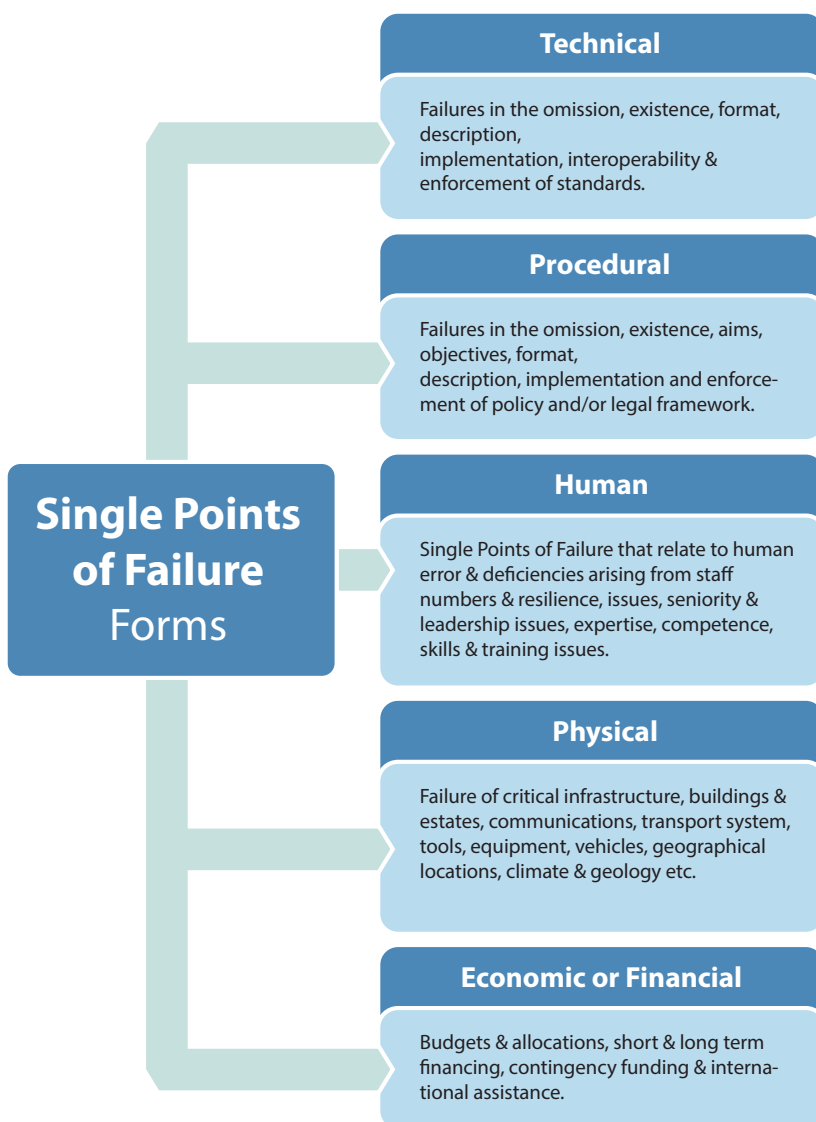 Technical
Failures in the omission, existence, format,
description,
implementation, interoperability &
enforcement of standards.
Procedural
Failures in the omission, existence, aims,
objectives, format,
description, implementation and enforce-
ment of policy and/or legal framework.
Single Points
of Failure
Forms
Human
Single Points of Failure that relate to human
error & deficiencies arising from staff
numbers & resilience, issues, seniority &
leadership issues, expertise, competence,
skills & training issues.
Physical
Failure of critical infrastructure, buildings &
estates, communications, transport system,
tools, equipment, vehicles, geographical
locations, climate & geology etc.
Economic or Financial
Budgets & allocations, short & long term
financing, contingency funding & interna-
tional assistance.